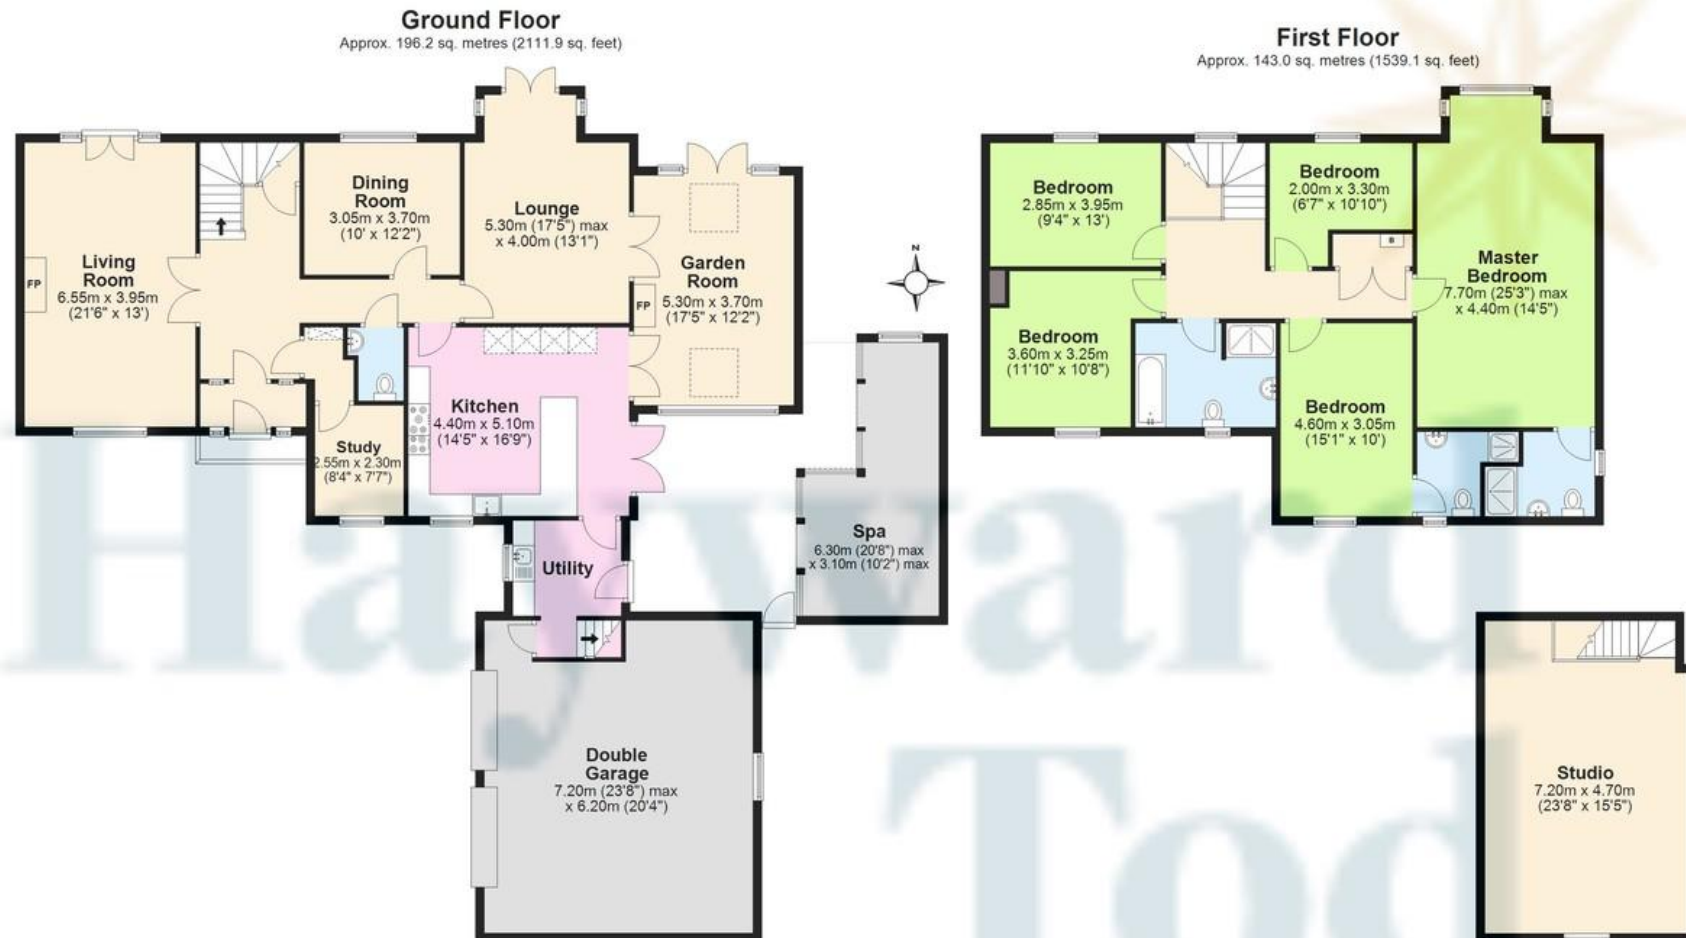 Ground Floor
Approx. 196.2 sq. metres (2111.9 sq. feet)
Living
Room
6.55m x 3.95m
(21'6" x 13')
FP
Dining
Room
3.05m x 3.70m
(10' x 12'2")
Lounge
5.30m (17'5") max
x 4.00m (13'1")
Garden
Room
5.30m x 3.70m
(17'5" x 12'2")
FP
Kitchen
4.40m x 5.10m
(14'5" x 16'9")
Study
2.55m x 2.30m
(8'4" x 7'7")
Utility
Double
Garage
7.20m (23'8") max
x 6.20m (20'4")
N
Spa
6.30m (20'8") max
x 3.10m (10'2") max
First Floor
Approx. 143.0 sq. metres (1539.1 sq. feet)
Bedroom
2.85m x 3.95m
(9'4" x 13')
Bedroom
2.00m x 3.30m
(6'7" x 10'10")
B
Master
Bedroom
7.70m (25'3") max
x 4.40m (14'5")
Bedroom
3.60m x 3.25m
(11'10" x 10'8")
Bedroom
4.60m x 3.05m
(15'1" x 10')
Studio
7.20m x 4.70m
(23'8" x 15'5")
Hayward
Tod